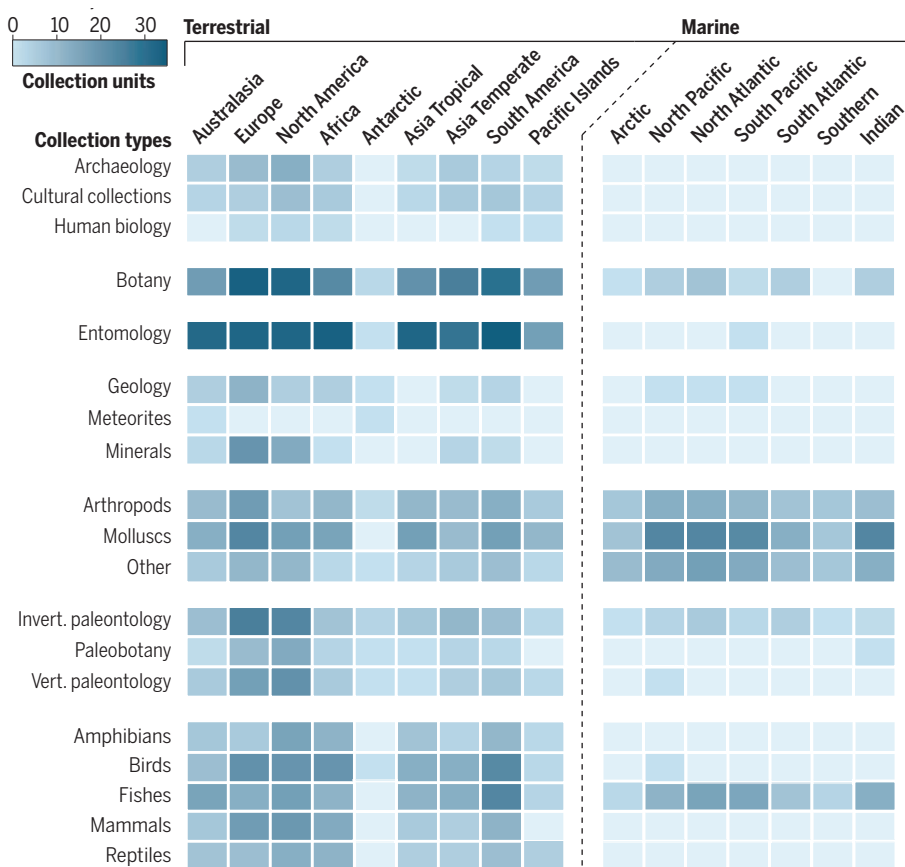 0 10 20 30
Collection units
Terrestrial
Marine
Australasia
Europe
North America
Africa
Antarctic
Asia Tropical
Asia Temperate
South America
Pacific Islands
Arctic
North Pacific
North Atlantic
South Pacific
South Atlantic
Southern
Indian
Collection types
Archaeology
Cultural collections
Human biology
Botany
Entomology
Geology
Meteorites
Minerals
Arthropods
Molluscs
Other
Invert. paleontology
Paleobotany
Vert. paleontology
Amphibians
Birds
Fishes
Mammals
Reptiles